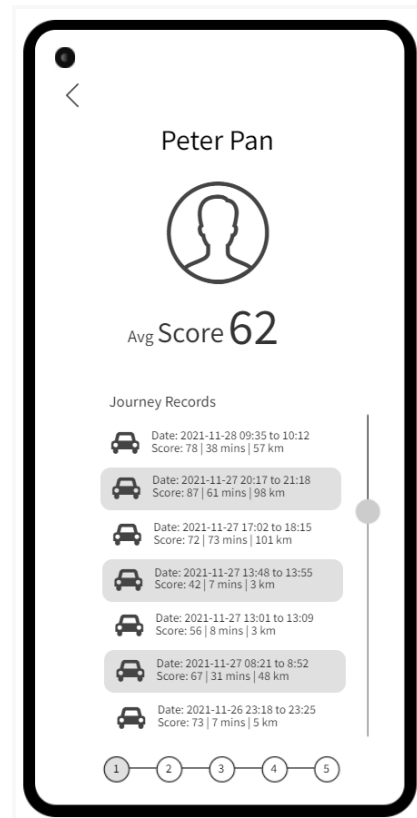 Peter Pan
Avg Score 62
Journey Records
Date: 2021-11-28 09:35 to 10:12
Score: 78 | 38 mins | 57 km
Date: 2021-11-27 20:17 to 21:18
Score: 87 | 61 mins | 98 km
Date: 2021-11-27 17:02 to 18:15
Score: 72 | 73 mins | 101 km
Date: 2021-11-27 13:48 to 13:55
Score: 42 | 7 mins | 3 km
Date: 2021-11-27 13:01 to 13:09
Score: 56 | 8 mins | 3 km
Date: 2021-11-27 08:21 to 8:52
Score: 67 | 31 mins | 48 km
Date: 2021-11-26 23:18 to 23:25
Score: 73 | 7 mins | 5 km
1 2 3 4 5